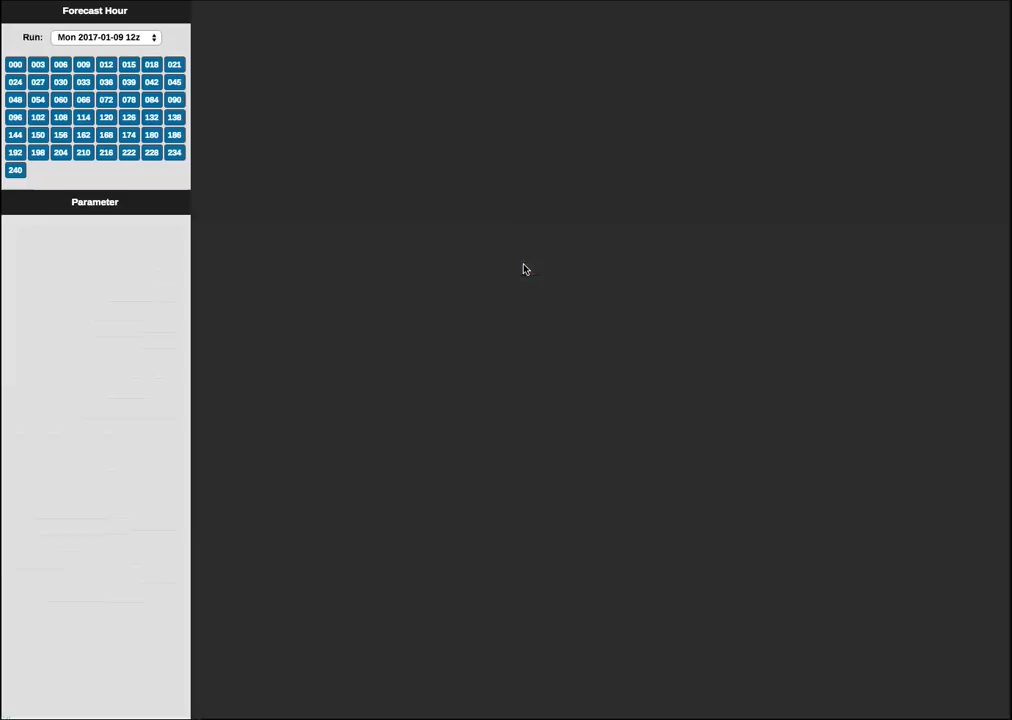 Forecast Hour
Run: Mon 2017-01-09 12z
000 003 006 009 012 015 018 021
024 027 030 033 036 039 042 045
048 054 060 066 072 078 084 090
096 102 108 114 120 126 132 138
144 150 156 162 168 174 180 186
192 198 204 210 216 222 228 234
240
Parameter